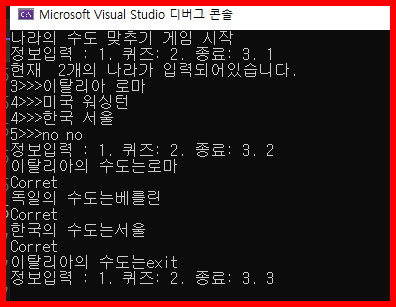 Microsoft Visual Studio 디버그 콘솔
나라의 수도 맞추기 게임 시작
정보입력 : 1. 퀴즈: 2. 종료: 3. 1
현재  2개의 나라가 입력되어있습니다.
3>>>이탈리아 로마
4>>>미국 워싱턴
4>>>한국 서울
5>>>no no
정보입력 : 1. 퀴즈: 2. 종료: 3. 2
이탈리아의 수도는로마
Corret
독일의 수도는베를린
Corret
한국의 수도는서울
Corret
이탈리아의 수도는exit
정보입력 : 1. 퀴즈: 2. 종료: 3. 3